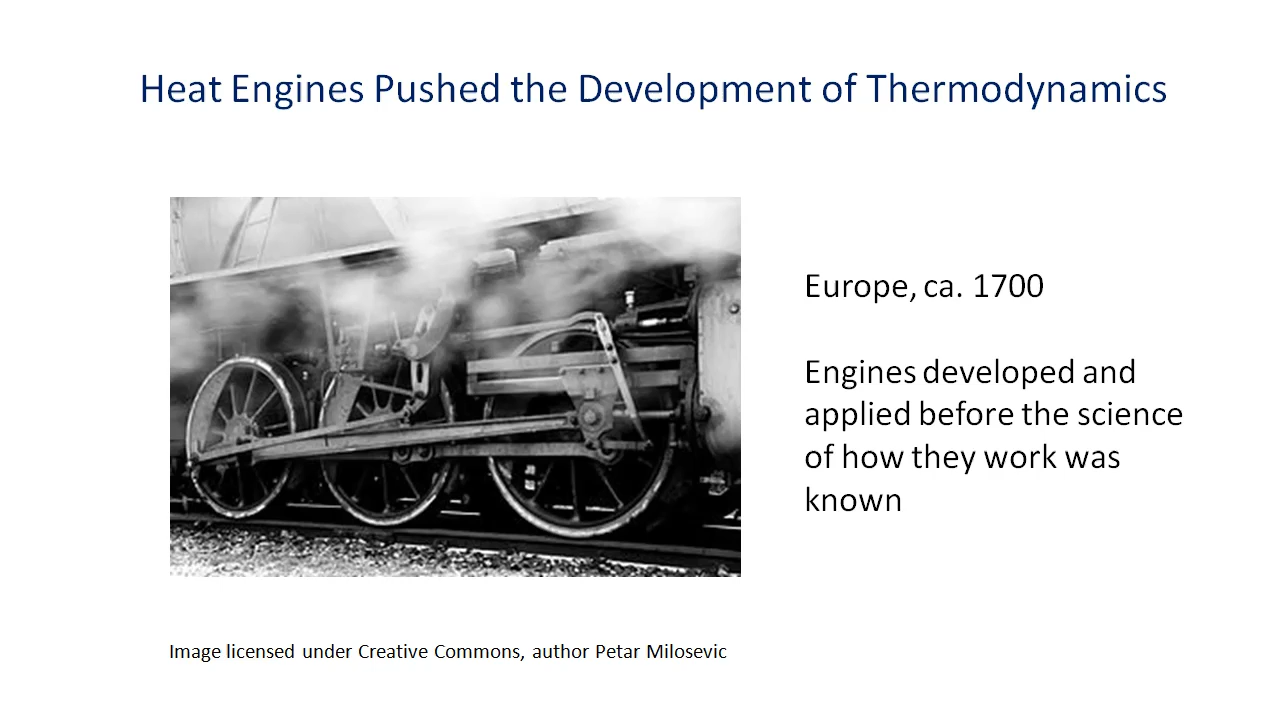 Heat Engines Pushed the Development of Thermodynamics
Europe, ca. 1700
Engines developed and
applied before the science
of how they work was
known
Image licensed under Creative Commons, author Petar Milosevic